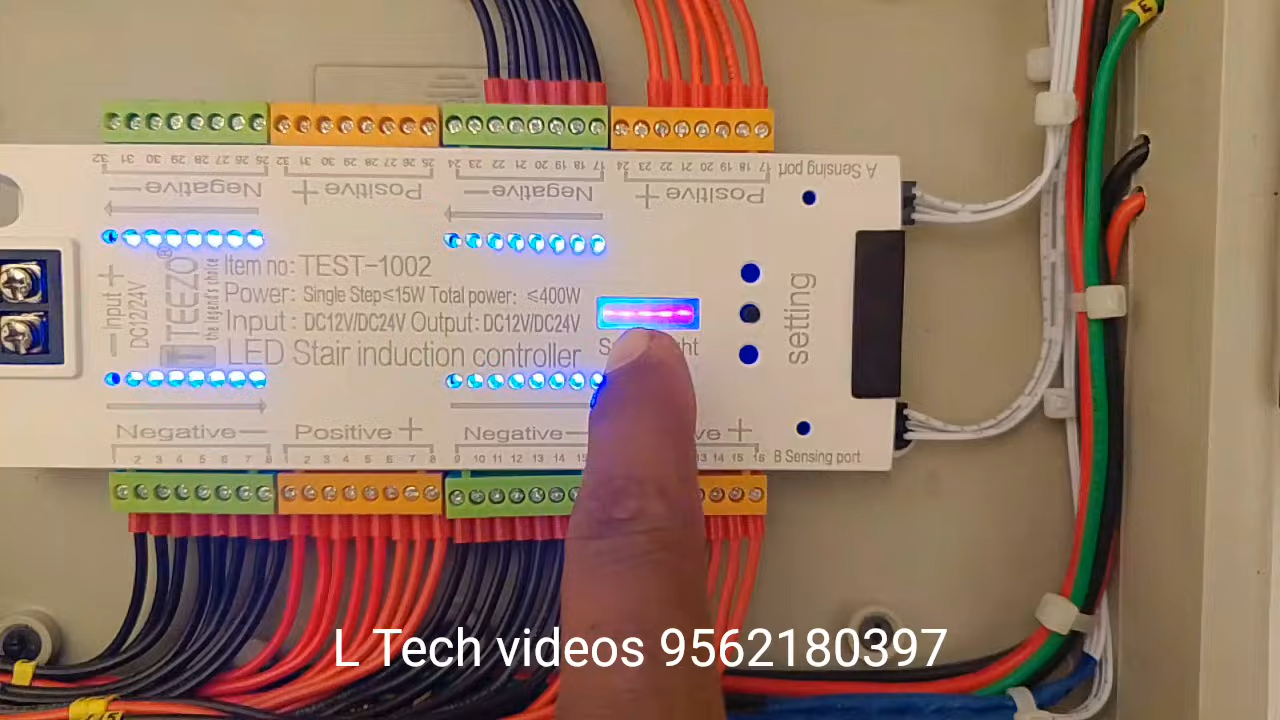 32 31 30 29 28 27 26 25
32 31 30 29 28 27 26 25
24 23 22 21 20 19 18 17
24 23 22 21 20 19 18 17
A Sensing port
Negative −
Positive +
Negative −
Positive +
− Input +
DC12/24V
TEEZO®
the legend's choice
Item no: TEST-1002
Power: Single Step≤15W Total power: ≤400W
Input : DC12V/DC24V Output: DC12V/DC24V
LED Stair induction controller
setting
Negative −
Positive +
Negative −
+
2 3 4 5 6 7 8
1 2 3 4 5 6 7 8
9 10 11 12 13 14 15
13 14 15 16
B Sensing port
L Tech videos 9562180397